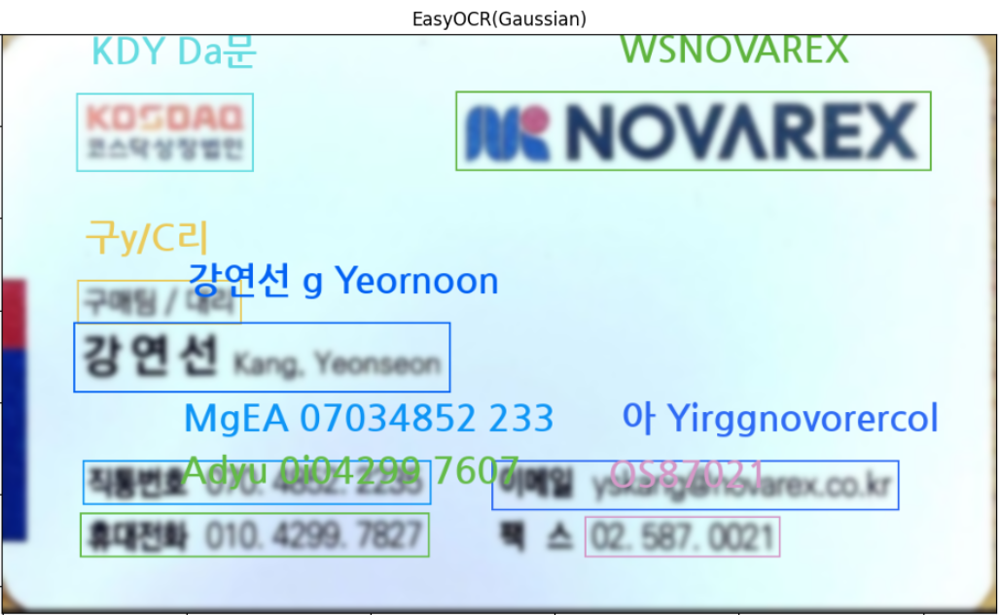 EasyOCR(Gaussian)
KDY Da문
WSNOVAREX
KOSDAQ
NOVAREX
코스닥상장법인
구y/C리
강연선 g Yeornoon
구매팀 / 대리
강연선 Kang, Yeonseon
MgEA 07034852 233
아 Yirggnovorercol
Adyu 0i04299 7607
OS87021
직통번호 070. 4862. 2233
이메일 yskang@novarex.co.kr
휴대전화 010. 4299. 7827
팩 스 02. 587. 0021